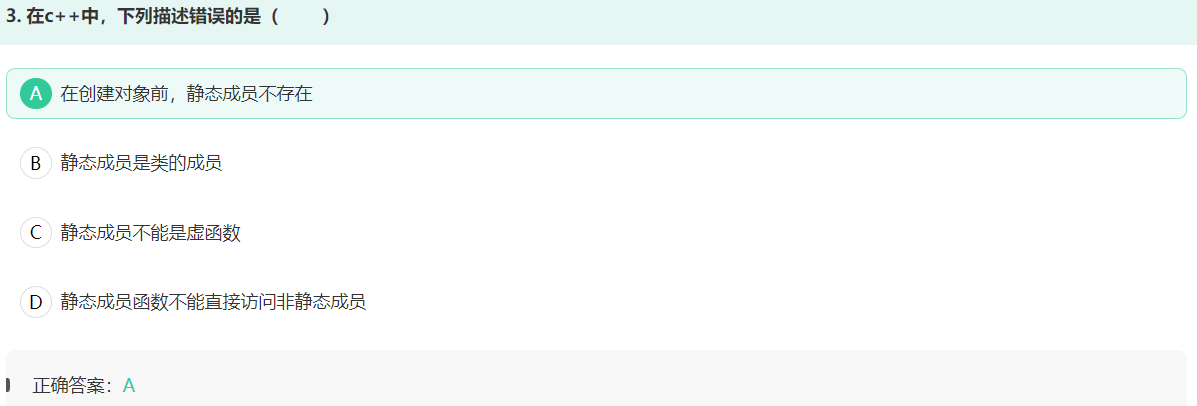 3. 在c++中，下列描述错误的是（　　）
A 在创建对象前，静态成员不存在
B 静态成员是类的成员
C 静态成员不能是虚函数
D 静态成员函数不能直接访问非静态成员
正确答案：A